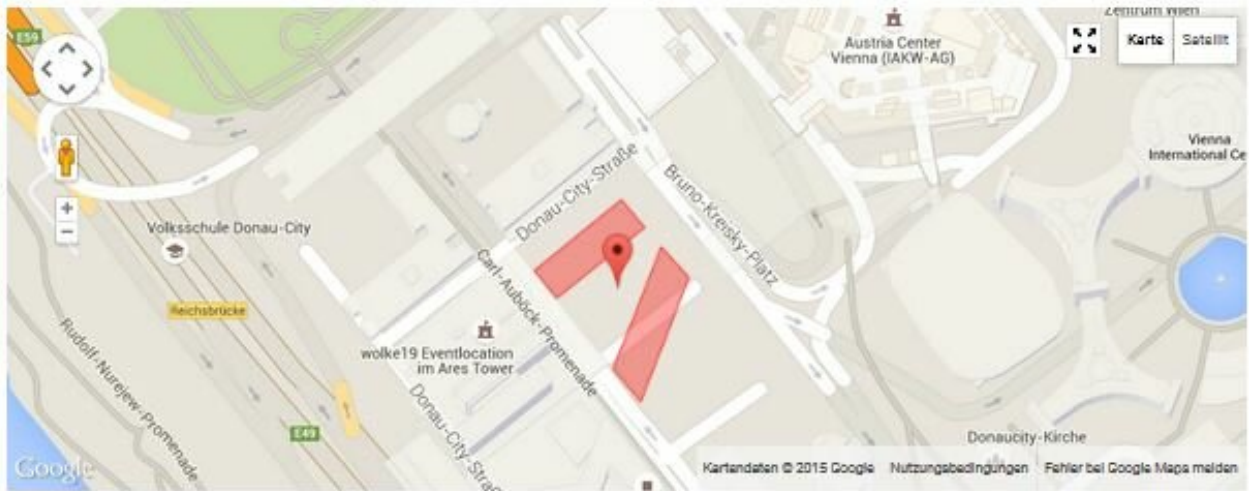 Zentrum Wien
E59
Austria Center
Vienna (IAKW-AG)
Karte
Satellit
Vienna
International Ce
Donau-City-Straße
Bruno-Kreisky-Platz
Volksschule Donau-City
Carl-Auböck-Promenade
Reichsbrücke
wolke19 Eventlocation
im Ares Tower
Rudolf-Nurejew-Promenade
Donau-City-Stra
E49
Donaucity-Kirche
Google
Kartendaten © 2015 Google
Nutzungsbedingungen
Fehler bei Google Maps melden